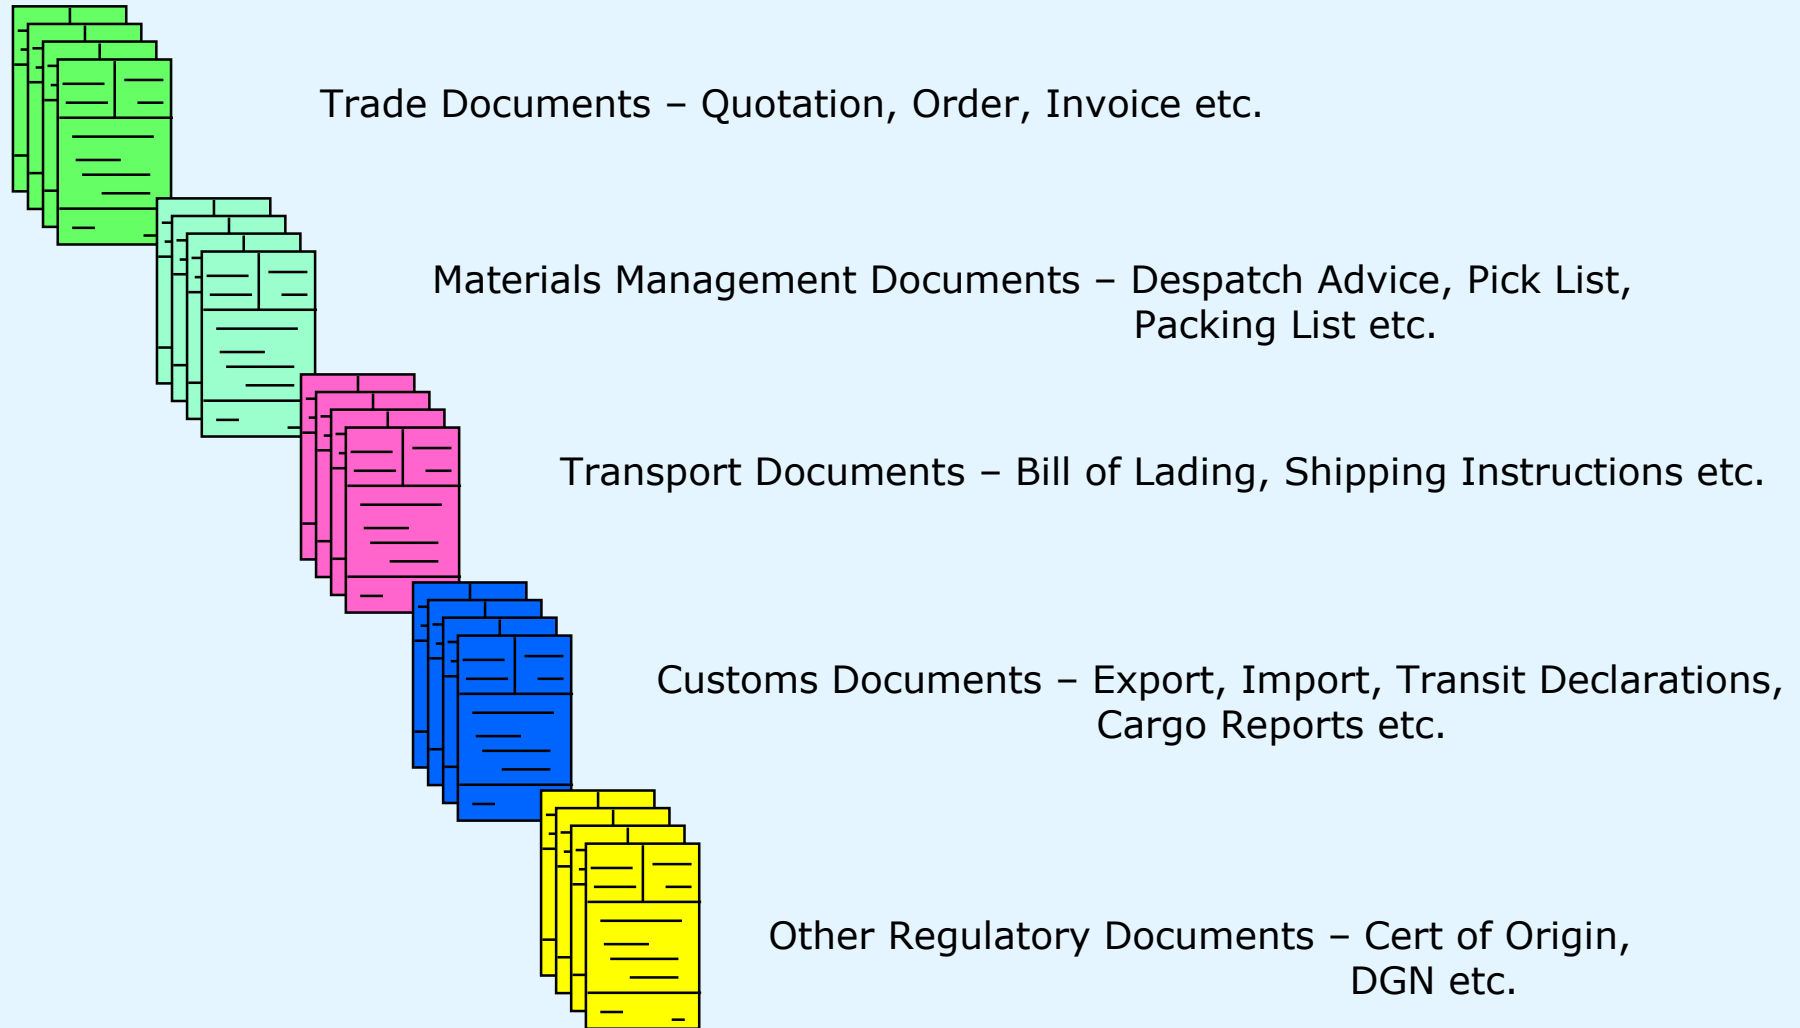 Trade Documents – Quotation, Order, Invoice etc.
Materials Management Documents – Despatch Advice, Pick List,
Packing List etc.
Transport Documents – Bill of Lading, Shipping Instructions etc.
Customs Documents – Export, Import, Transit Declarations,
Cargo Reports etc.
Other Regulatory Documents – Cert of Origin,
DGN etc.